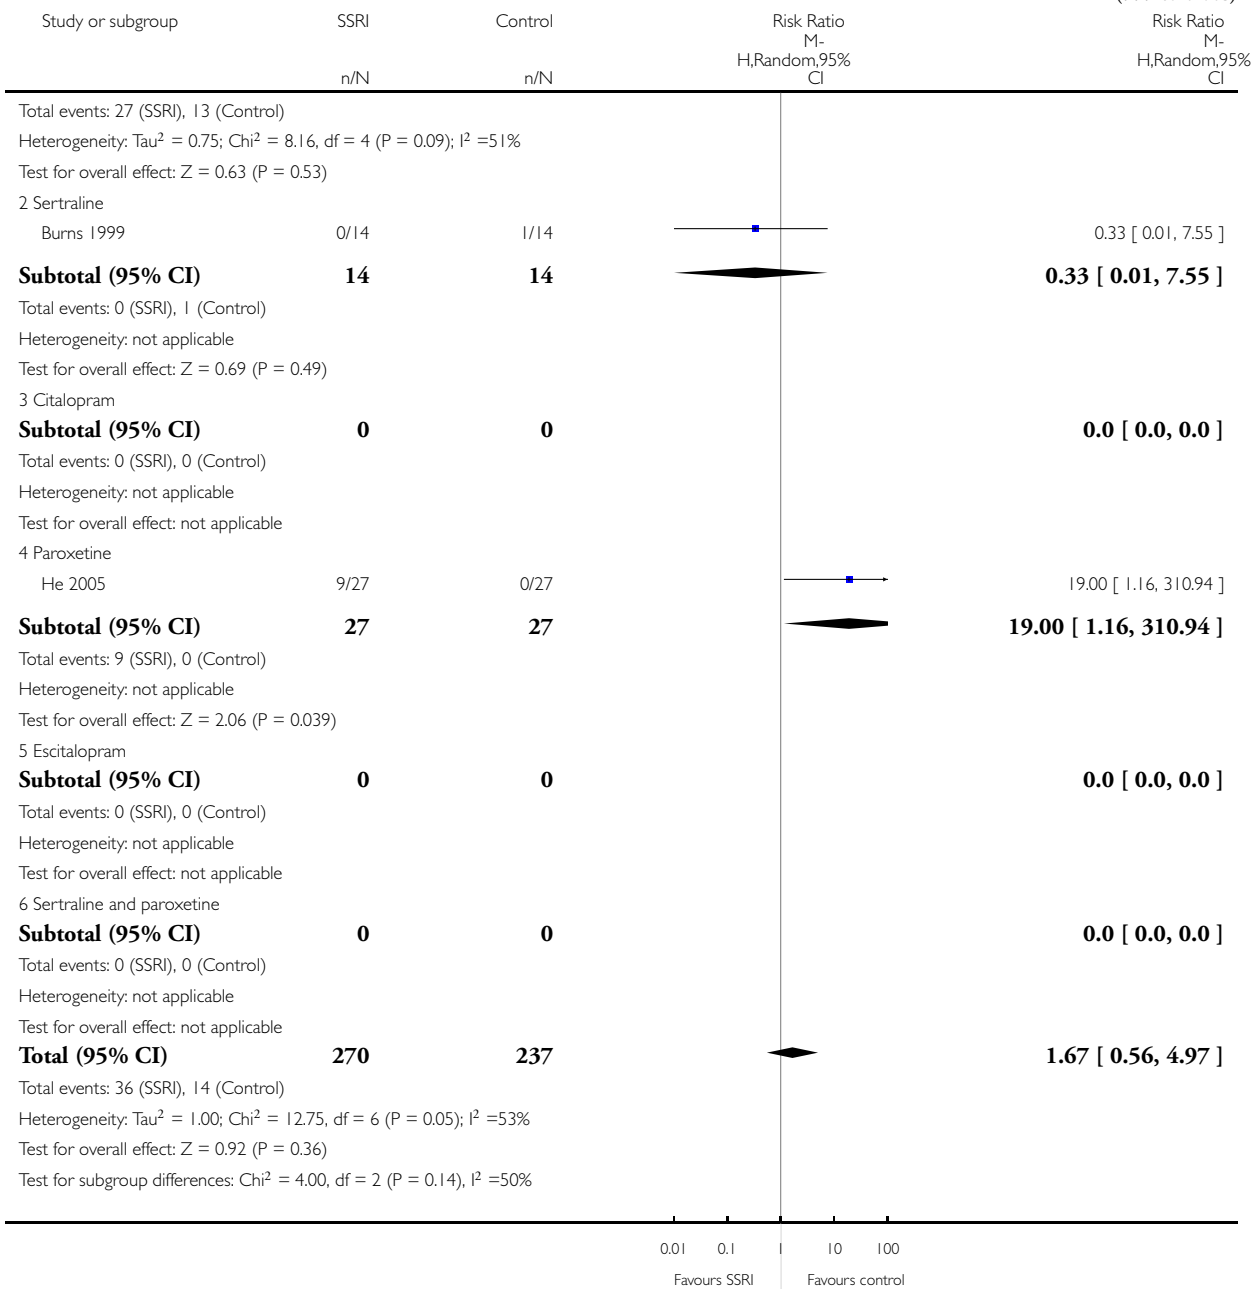 Study or subgroup SSRI Control Risk Ratio Risk Ratio
M- M-
H,Random,95% H,Random,95%
n/N n/N CI CI
Total events: 27 (SSRI), 13 (Control)
Heterogeneity: Tau² = 0.75; Chi² = 8.16, df = 4 (P = 0.09); I² =51%
Test for overall effect: Z = 0.63 (P = 0.53)
2 Sertraline
Burns 1999 0/14 1/14 0.33 [ 0.01, 7.55 ]
Subtotal (95% CI) 14 14 0.33 [ 0.01, 7.55 ]
Total events: 0 (SSRI), 1 (Control)
Heterogeneity: not applicable
Test for overall effect: Z = 0.69 (P = 0.49)
3 Citalopram
Subtotal (95% CI) 0 0 0.0 [ 0.0, 0.0 ]
Total events: 0 (SSRI), 0 (Control)
Heterogeneity: not applicable
Test for overall effect: not applicable
4 Paroxetine
He 2005 9/27 0/27 19.00 [ 1.16, 310.94 ]
Subtotal (95% CI) 27 27 19.00 [ 1.16, 310.94 ]
Total events: 9 (SSRI), 0 (Control)
Heterogeneity: not applicable
Test for overall effect: Z = 2.06 (P = 0.039)
5 Escitalopram
Subtotal (95% CI) 0 0 0.0 [ 0.0, 0.0 ]
Total events: 0 (SSRI), 0 (Control)
Heterogeneity: not applicable
Test for overall effect: not applicable
6 Sertraline and paroxetine
Subtotal (95% CI) 0 0 0.0 [ 0.0, 0.0 ]
Total events: 0 (SSRI), 0 (Control)
Heterogeneity: not applicable
Test for overall effect: not applicable
Total (95% CI) 270 237 1.67 [ 0.56, 4.97 ]
Total events: 36 (SSRI), 14 (Control)
Heterogeneity: Tau² = 1.00; Chi² = 12.75, df = 6 (P = 0.05); I² =53%
Test for overall effect: Z = 0.92 (P = 0.36)
Test for subgroup differences: Chi² = 4.00, df = 2 (P = 0.14), I² =50%
0.01 0.1 1 10 100
Favours SSRI Favours control